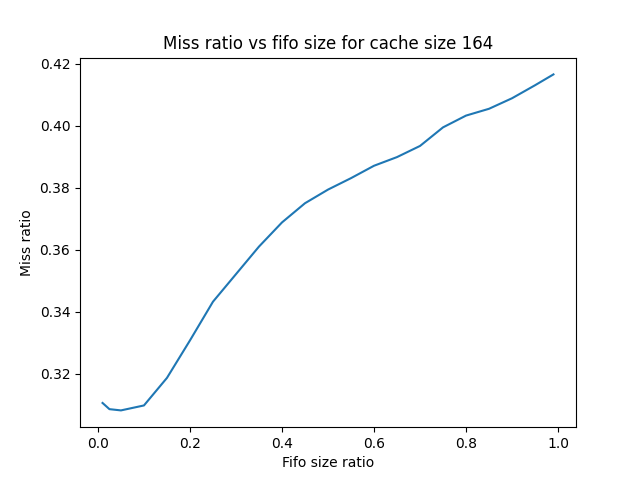 Miss ratio vs fifo size for cache size 164
0.42
0.40
0.38
0.36
0.34
0.32
Miss ratio
0.0 0.2 0.4 0.6 0.8 1.0
Fifo size ratio